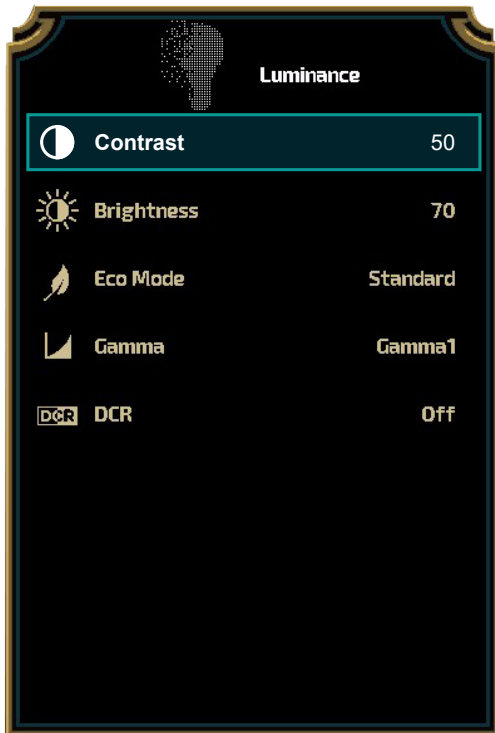 Luminance
Contrast 50
Brightness 70
Eco Mode Standard
Gamma Gamma1
DCR DCR Off